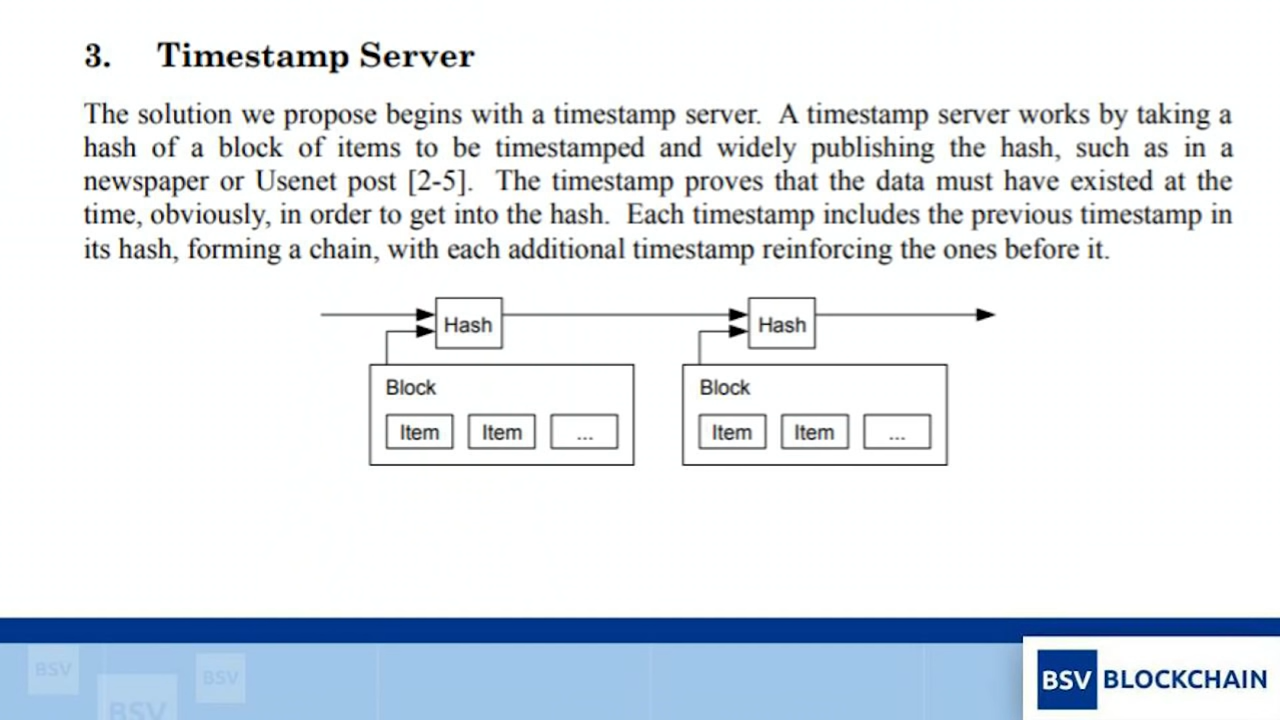 3. Timestamp Server
The solution we propose begins with a timestamp server. A timestamp server works by taking a
hash of a block of items to be timestamped and widely publishing the hash, such as in a
newspaper or Usenet post [2-5]. The timestamp proves that the data must have existed at the
time, obviously, in order to get into the hash. Each timestamp includes the previous timestamp in
its hash, forming a chain, with each additional timestamp reinforcing the ones before it.
Hash
Hash
Block
Block
Item Item ...
Item Item ...
BSV
BSV
BSV
BSV BLOCKCHAIN